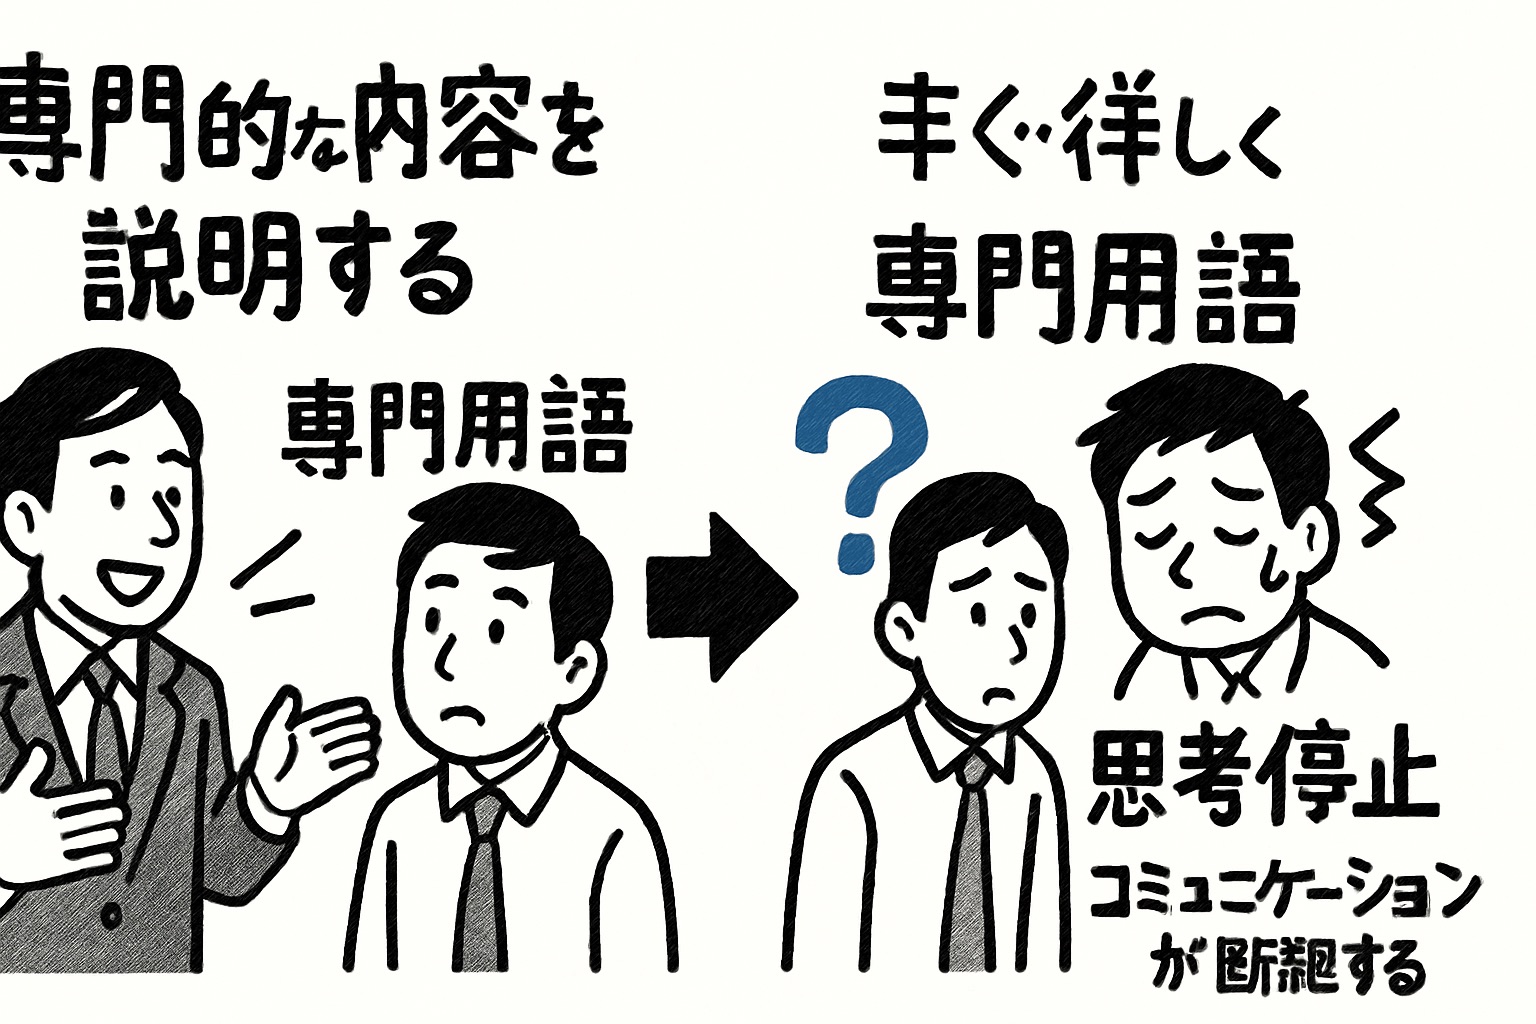 専門的な内容を
説明する
専門用語
丰ぐ徉しく
専門用語
思考停止
コミュニケーション
が断絶する